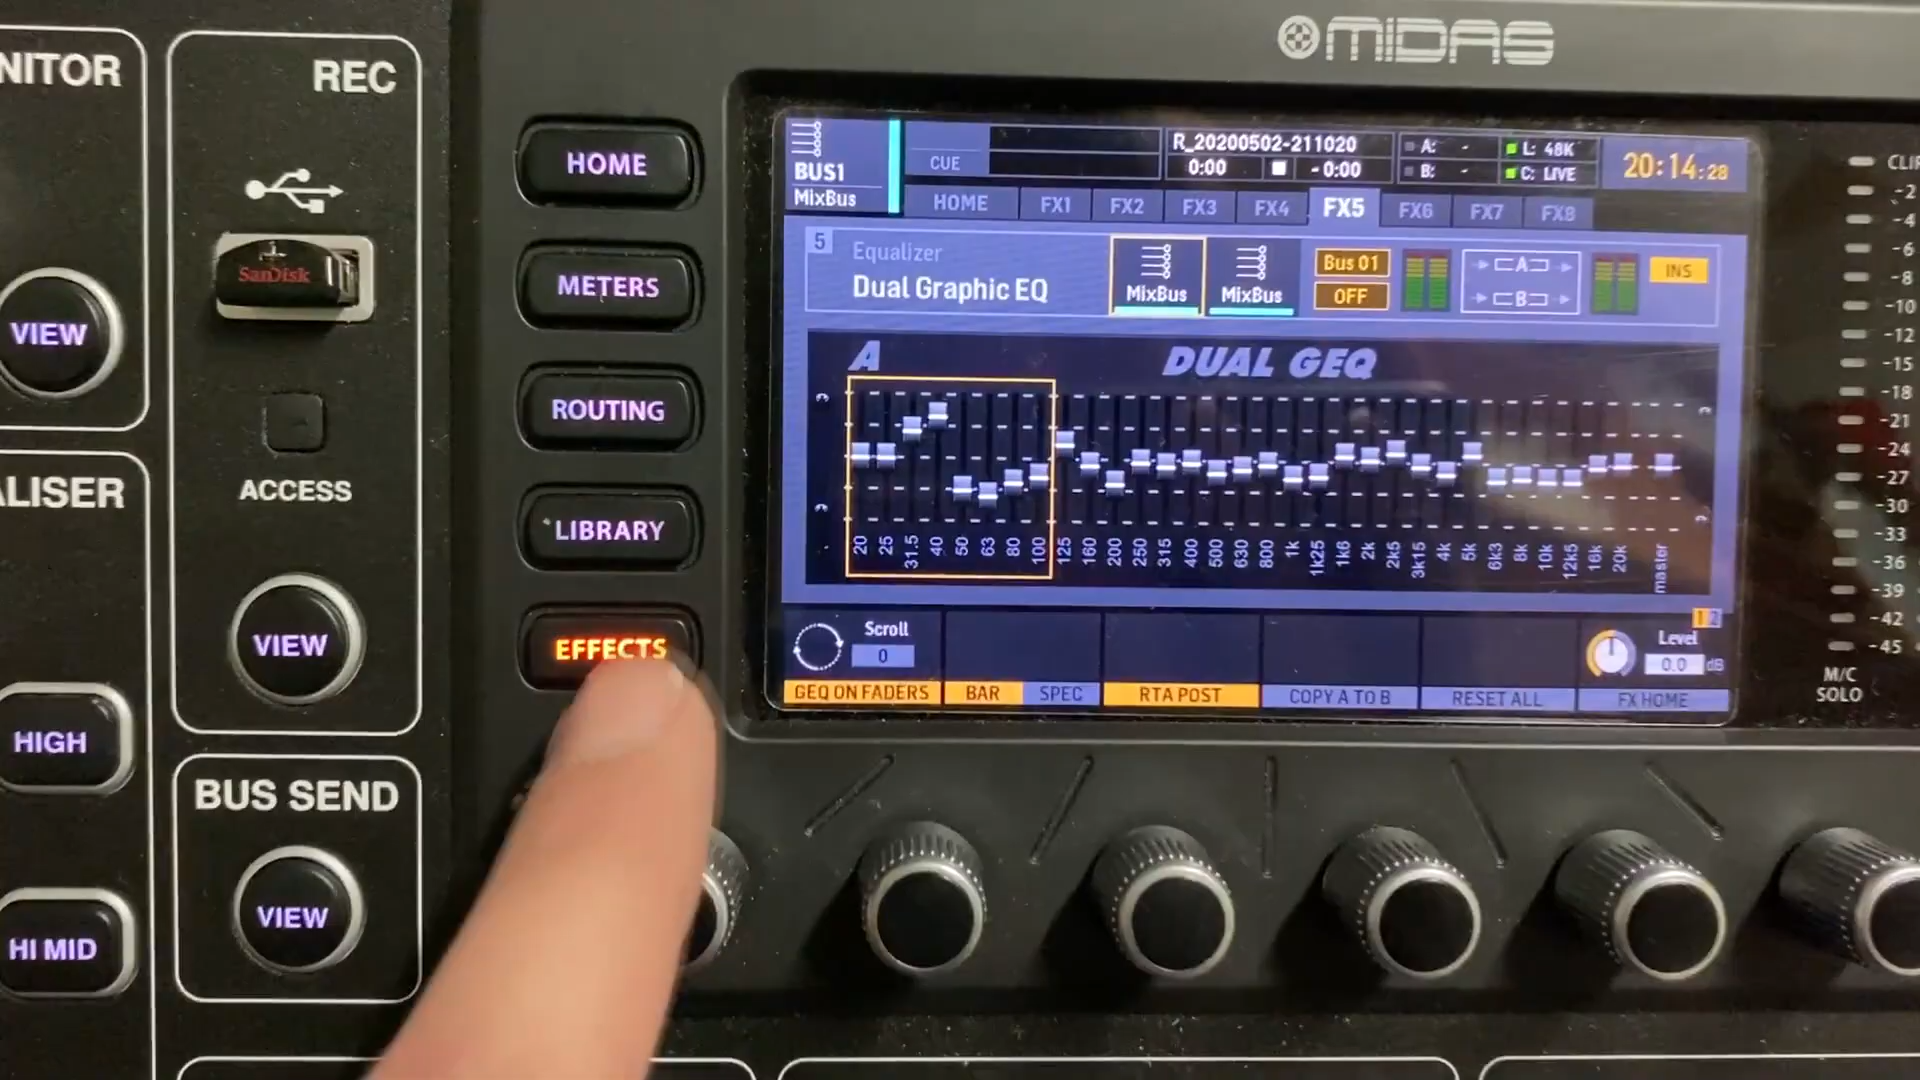 MIDAS
NITOR
REC
SanDisk
VIEW
ACCESS
ALISER
VIEW
HIGH
HI MID
BUS SEND
VIEW
HOME
METERS
ROUTING
LIBRARY
EFFECTS
BUS1
MixBus
CUE
R_20200502-211020
0:00
-0:00
A: -
B: -
L: 48K
C: LIVE
20:14:28
HOME FX1 FX2 FX3 FX4 FX5 FX6 FX7 FX8
5
Equalizer
Dual Graphic EQ
MixBus
MixBus
Bus 01
OFF
A
B
INS
A
DUAL GEQ
20 25 31.5 40 50 63 80 100 125 160 200 250 315 400 500 630 800 1k 1k25 1k6 2k 2k5 3k15 4k 5k 6k3 8k 10k 12k5 16k 20k master
Scroll
0
1 2
Level
0.0 dB
GEQ ON FADERS BAR SPEC RTA POST COPY A TO B RESET ALL FX HOME
CLIP
-2
-4
-6
-8
-10
-12
-15
-18
-21
-24
-27
-30
-33
-36
-39
-42
-45
M/C
SOLO